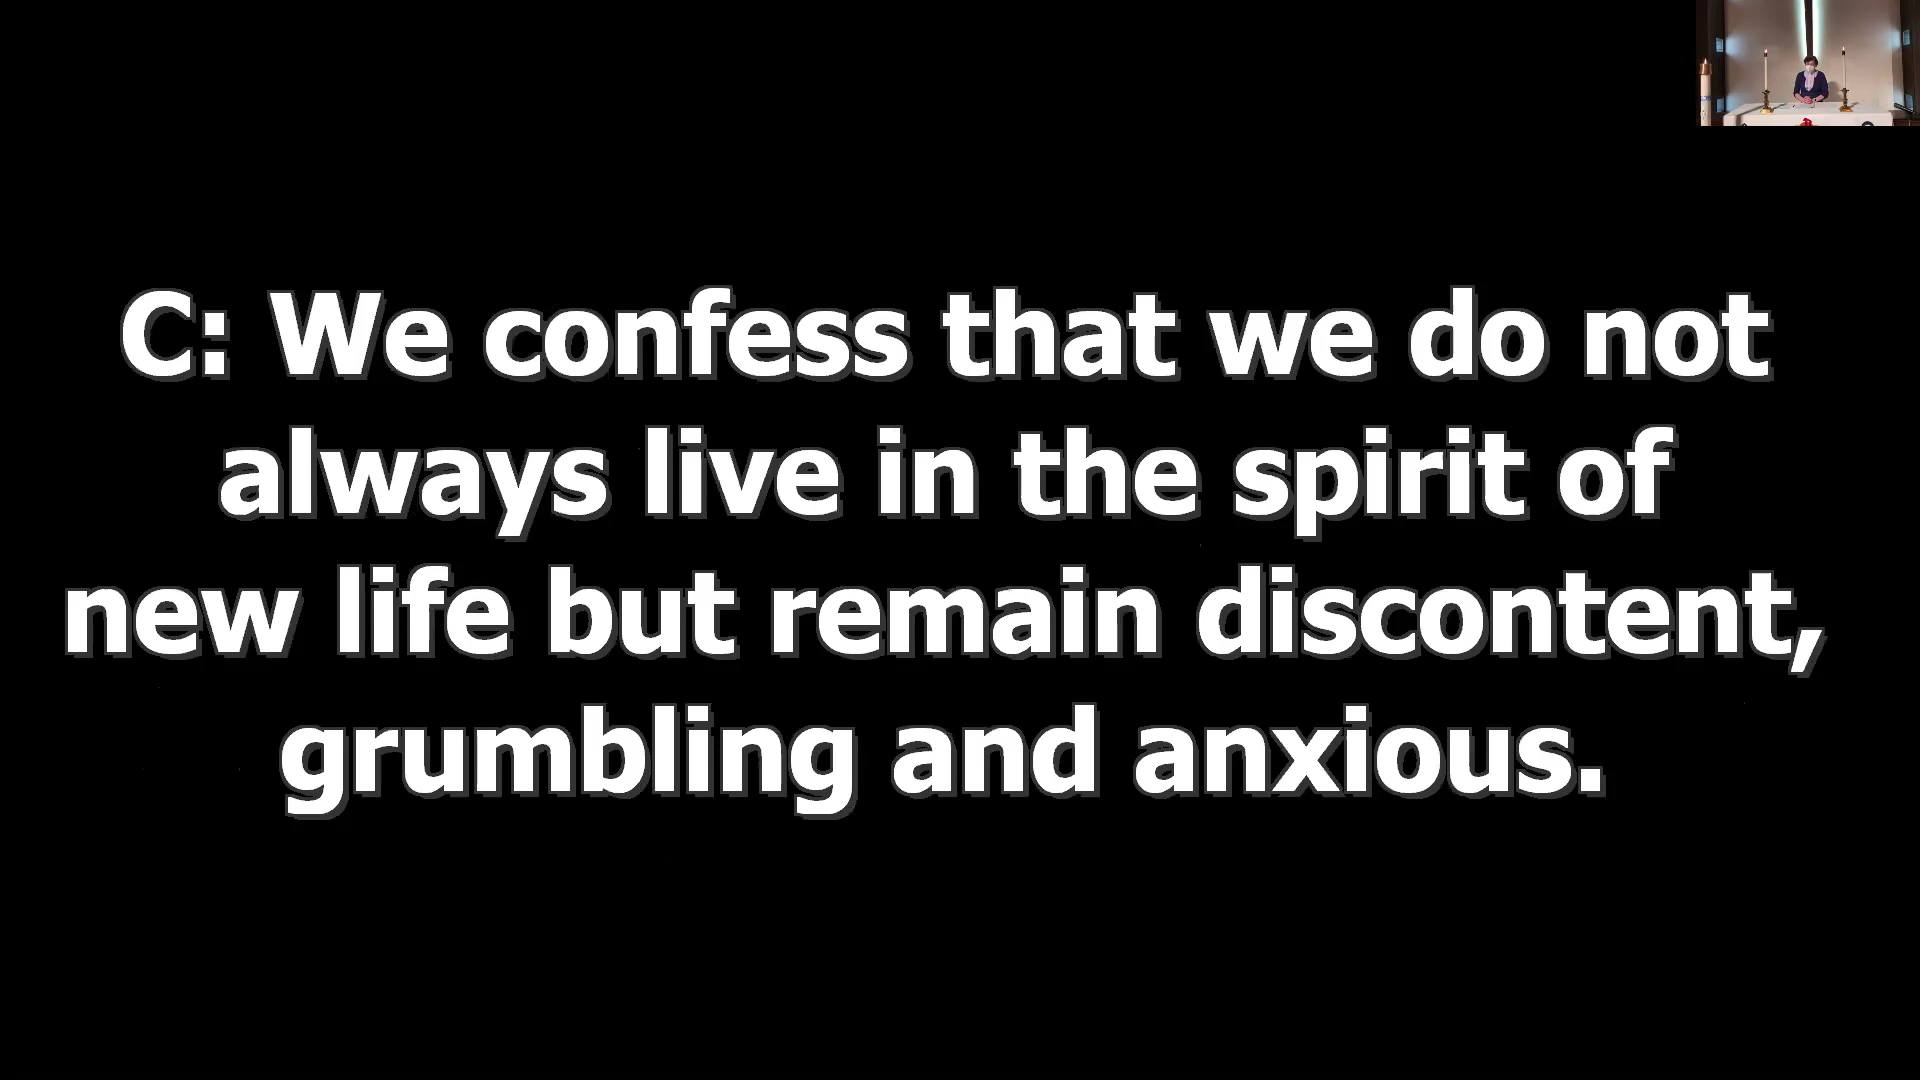 C: We confess that we do not
always live in the spirit of
new life but remain discontent,
grumbling and anxious.